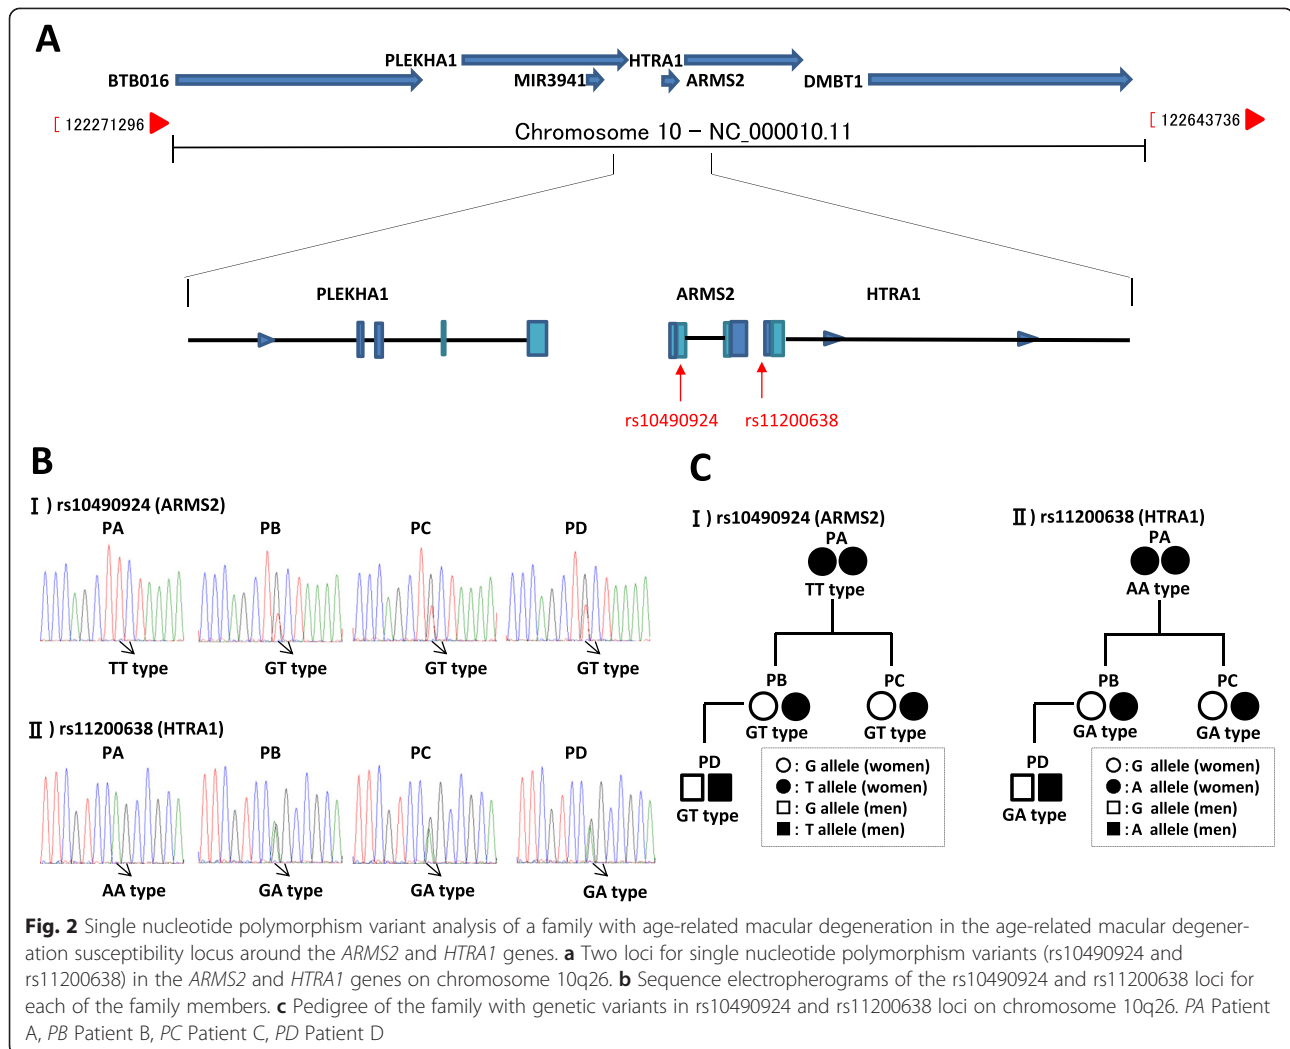 A
PLEKHA1 HTRA1
BTB016 MIR3941 ARMS2 DMBT1
[ 122271296 [ 122643736
Chromosome 10 – NC_000010.11
PLEKHA1 ARMS2 HTRA1
rs10490924 rs11200638
B
I ) rs10490924 (ARMS2)
PA PB PC PD
TT type GT type GT type GT type
II ) rs11200638 (HTRA1)
PA PB PC PD
AA type GA type GA type GA type
C
I ) rs10490924 (ARMS2)
PA
TT type
PB PC
GT type GT type
PD
GT type
: G allele (women)
: T allele (women)
: G allele (men)
: T allele (men)
II ) rs11200638 (HTRA1)
PA
AA type
PB PC
GA type GA type
PD
GA type
: G allele (women)
: A allele (women)
: G allele (men)
: A allele (men)
Fig. 2 Single nucleotide polymorphism variant analysis of a family with age-related macular degeneration in the age-related macular degener-
ation susceptibility locus around the ARMS2 and HTRA1 genes. a Two loci for single nucleotide polymorphism variants (rs10490924 and
rs11200638) in the ARMS2 and HTRA1 genes on chromosome 10q26. b Sequence electropherograms of the rs10490924 and rs11200638 loci for
each of the family members. c Pedigree of the family with genetic variants in rs10490924 and rs11200638 loci on chromosome 10q26. PA Patient
A, PB Patient B, PC Patient C, PD Patient D